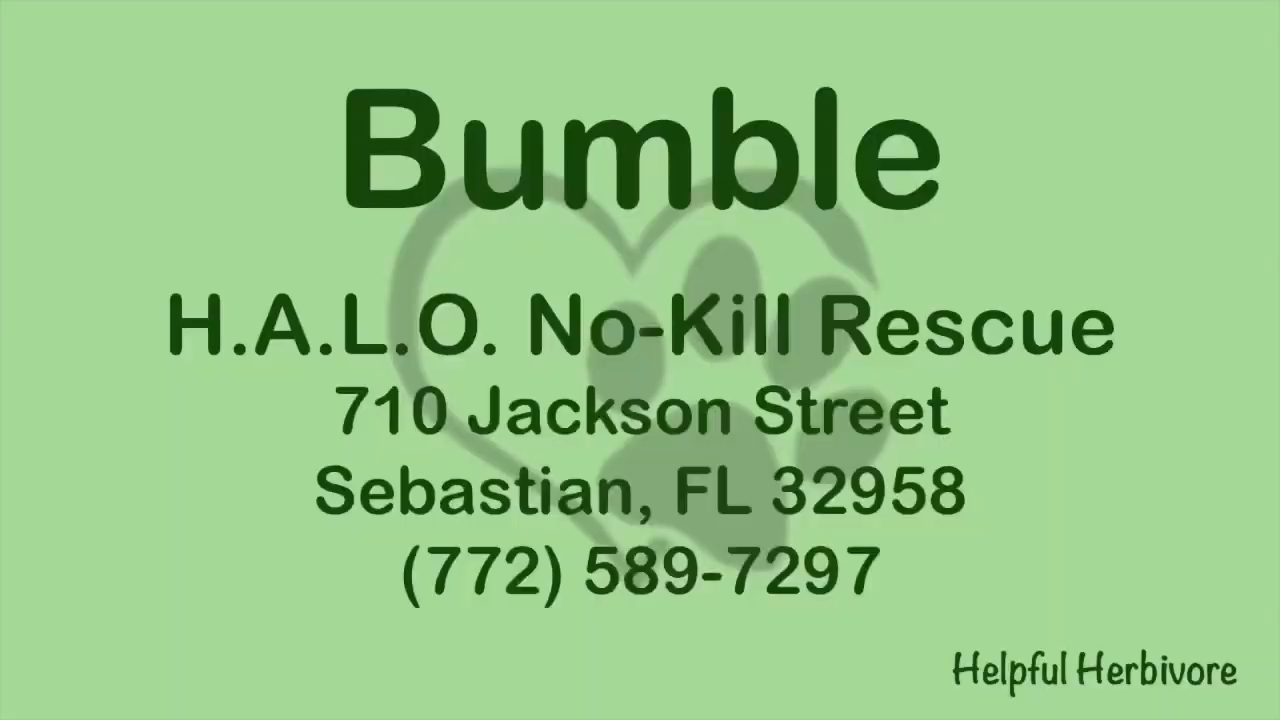 Bumble
H.A.L.O. No-Kill Rescue
710 Jackson Street
Sebastian, FL 32958
(772) 589-7297
Helpful Herbivore